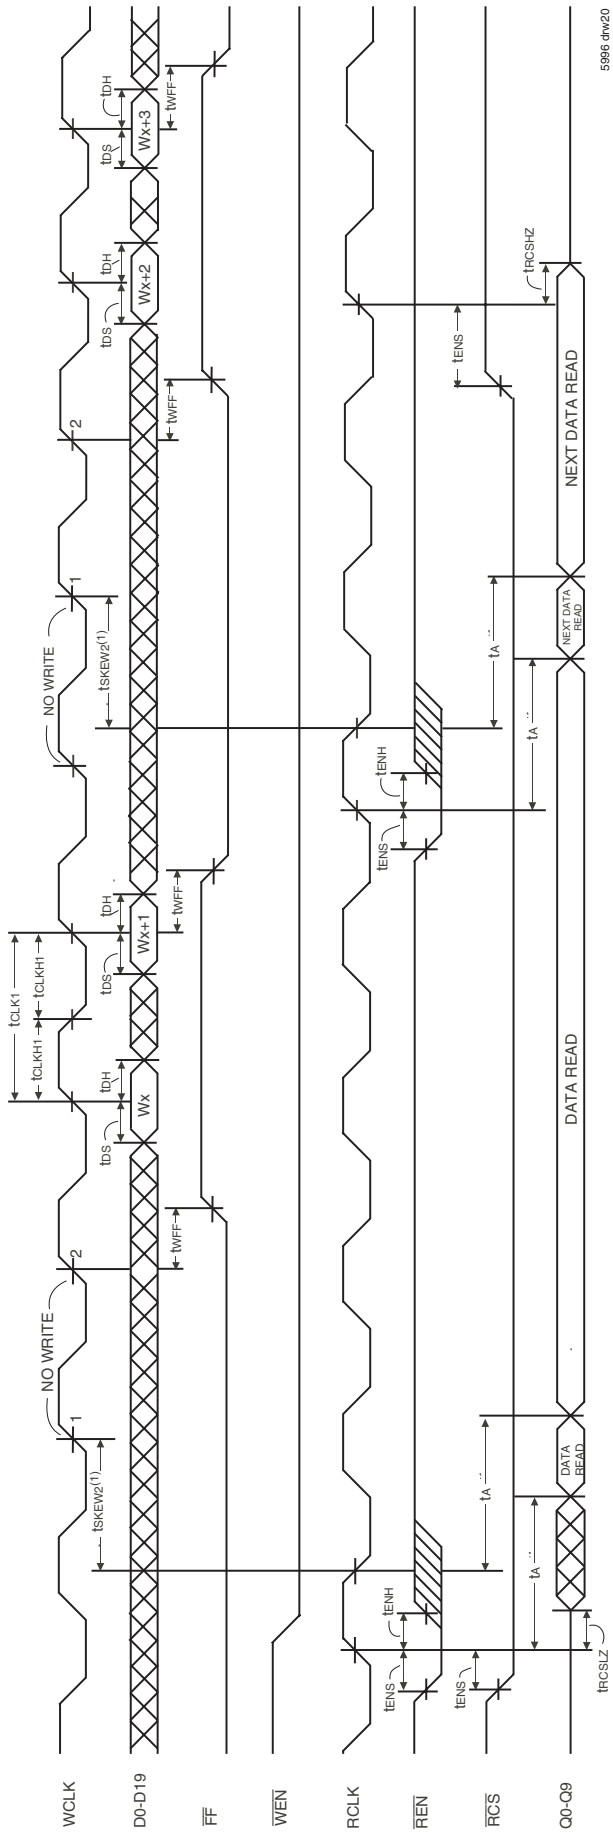 tCLK1
NO WRITE
tCLKH1
tCLKH1
NO WRITE
WCLK
1
2
1
2
tSKEW2(1)
tDS
tDH
tDS
tDH
tSKEW2(1)
tDS
tDH
tDS
tDH
D0-D19
Wx
Wx+1
Wx+2
Wx+3
tWFF
tWFF
tWFF
tWFF
FF
WEN
RCLK
tENS
tENH
tENS
tENH
REN
tENS
tA
tA
tENS
RCS
tA
tA
tRCSHZ
Q0-Q9
DATA
READ
DATA READ
NEXT DATA
READ
NEXT DATA READ
tRCSLZ
5996 drw20